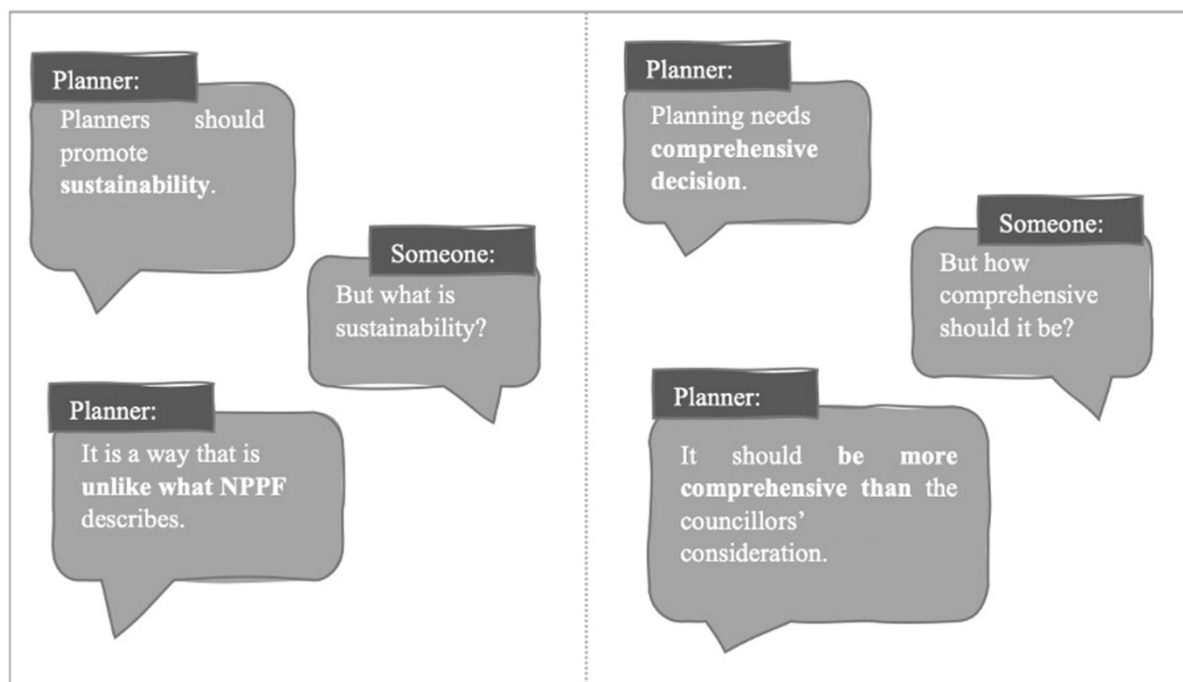 Planner:
Planners should
promote
sustainability.
Someone:
But what is
sustainability?
Planner:
It is a way that is
unlike what NPPF
describes.
Planner:
Planning needs
comprehensive
decision.
Someone:
But how
comprehensive
should it be?
Planner:
It should be more
comprehensive than the
councillors’
consideration.